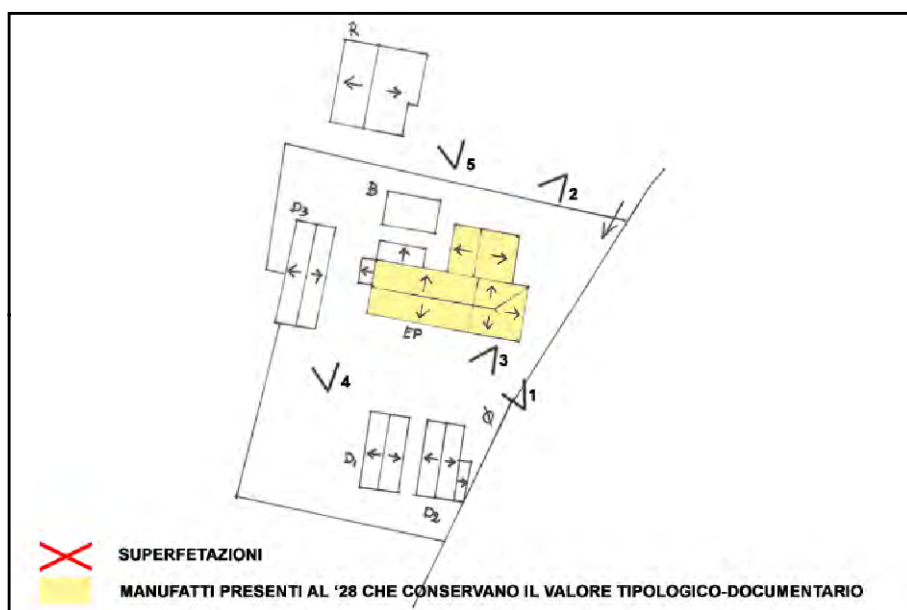 R
5
2
B
D3
EP
3
4
1
Ø
D1
D2
SUPERFETAZIONI
MANUFATTI PRESENTI AL '28 CHE CONSERVANO IL VALORE TIPOLOGICO-DOCUMENTARIO